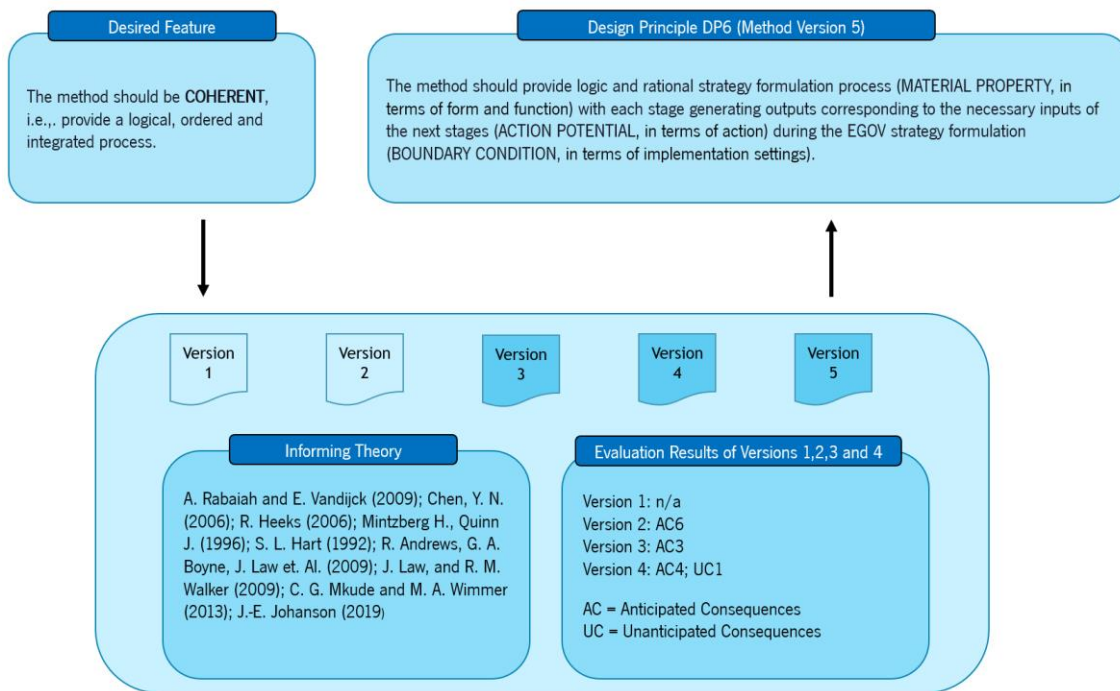 Desired Feature
The method should be COHERENT,
i.e.,. provide a logical, ordered and
integrated process.
Design Principle DP6 (Method Version 5)
The method should provide logic and rational strategy formulation process (MATERIAL PROPERTY, in
terms of form and function) with each stage generating outputs corresponding to the necessary inputs of
the next stages (ACTION POTENTIAL, in terms of action) during the EGOV strategy formulation
(BOUNDARY CONDITION, in terms of implementation settings).
Version
1
Version
2
Version
3
Version
4
Version
5
Informing Theory
A. Rabaiah and E. Vandijck (2009); Chen, Y. N.
(2006); R. Heeks (2006); Mintzberg H., Quinn
J. (1996); S. L. Hart (1992); R. Andrews, G. A.
Boyne, J. Law et. Al. (2009); J. Law, and R. M.
Walker (2009); C. G. Mkude and M. A. Wimmer
(2013); J.-E. Johanson (2019)
Evaluation Results of Versions 1,2,3 and 4
Version 1: n/a
Version 2: AC6
Version 3: AC3
Version 4: AC4; UC1
AC = Anticipated Consequences
UC = Unanticipated Consequences